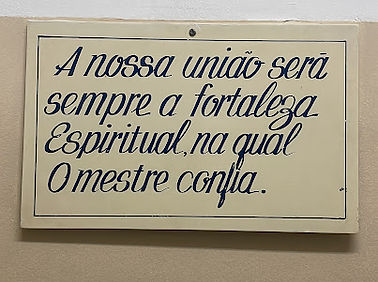 A nossa união será
sempre a fortaleza
Espiritual, na qual
O mestre confia.